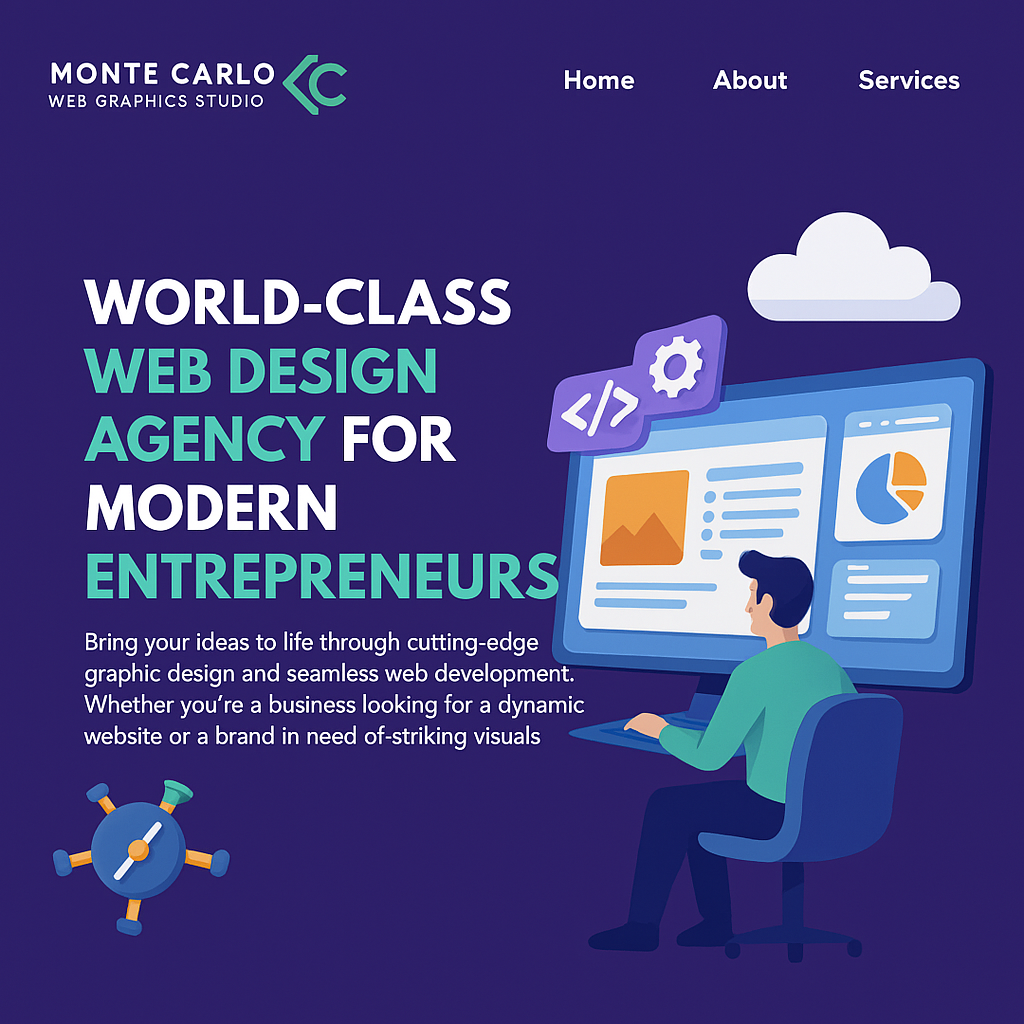 MONTE CARLO
WEB GRAPHICS STUDIO
Home About Services
WORLD-CLASS
WEB DESIGN
AGENCY FOR
MODERN
ENTREPRENEURS
Bring your ideas to life through cutting-edge
graphic design and seamless web development.
Whether you’re a business looking for a dynamic
website or a brand in need of-striking visuals